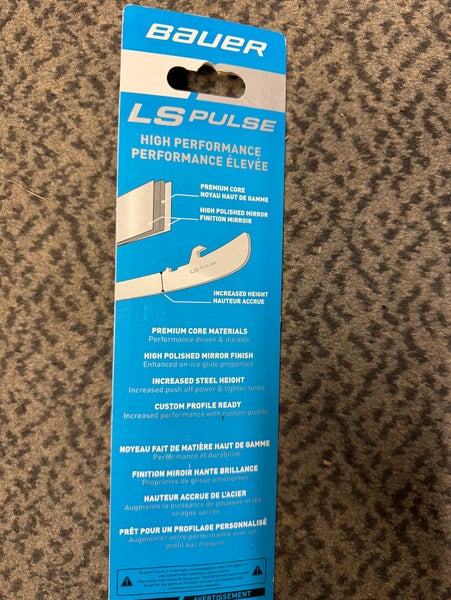 BAUER
LS PULSE
HIGH PERFORMANCE
PERFORMANCE ÉLEVÉE
PREMIUM CORE
NOYAU HAUT DE GAMME
HIGH POLISHED MIRROR
FINITION MIRROIR
LS PULSE
INCREASED HEIGHT
HAUTEUR ACCRUE
PREMIUM CORE MATERIALS
Performance driven & durable
HIGH POLISHED MIRROR FINISH
Enhanced on-ice glide properties
INCREASED STEEL HEIGHT
Increased push off power & tighter turns
CUSTOM PROFILE READY
Increased performance with custom profile
NOYEAU FAIT DE MATIÈRE HAUT DE GAMME
Performance et durabilité
FINITION MIROIR HANTE BRILLANCE
Propriétés de glisse améliorées
HAUTEUR ACCRUE DE L'ACIER
Augmente la puissance de poussée et les
virages serrés
PRÊT POUR UN PROFILAGE PERSONNALISÉ
Augmenter votre performance avec un
profil sur mesure
AVERTISSEMENT